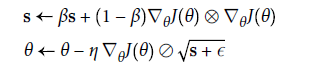 s ← βs + (1 − β)∇θJ(θ) ⊗ ∇θJ(θ)
θ ← θ − η ∇θJ(θ) ⊘ √s + ϵ